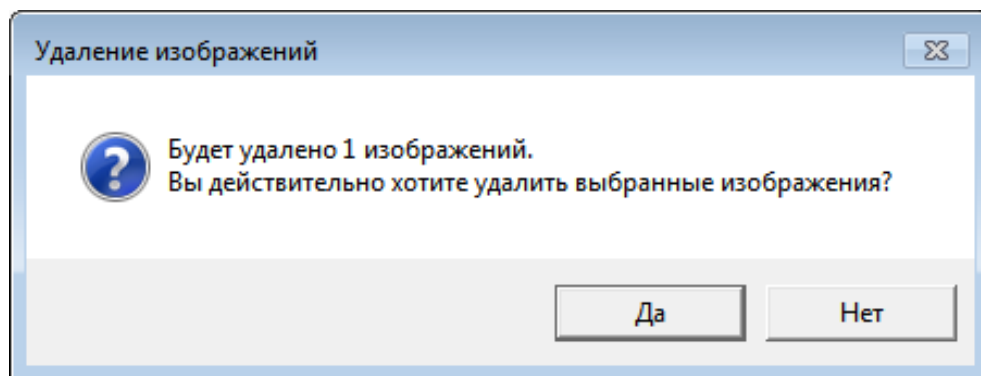 Удаление изображений
Будет удалено 1 изображений.
Вы действительно хотите удалить выбранные изображения?
Да
Нет